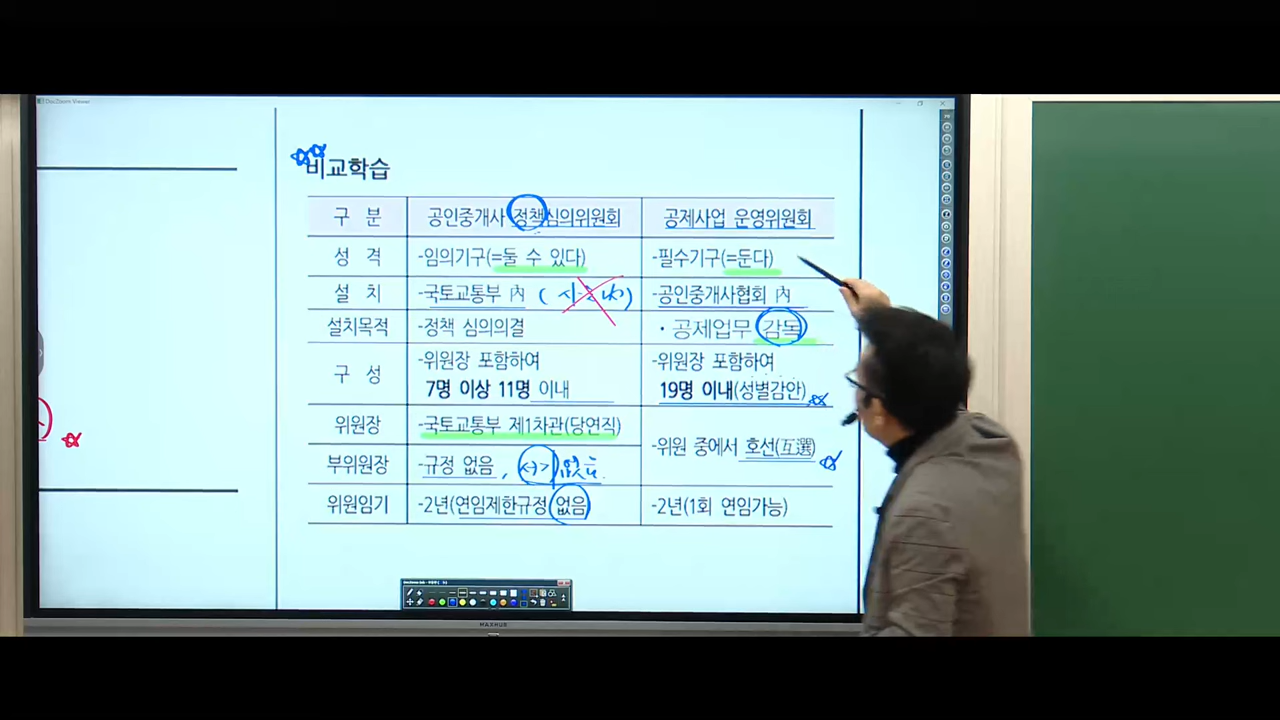 DocZoom Viewer
비교학습
구 분 공인중개사 정책심의위원회 공제사업 운영위원회
성 격 -임의기구(=둘 수 있다) -필수기구(=둔다)
설 치 -국토교통부 內 -공인중개사협회 內
설치목적 -정책 심의의결 ・공제업무 감독
구 성 -위원장 포함하여 -위원장 포함하여
7명 이상 11명 이내 19명 이내(성별감안)
위원장 -국토교통부 제1차관(당연직) -위원 중에서 호선(互選)
부위원장 -규정 없음,
위원임기 -2년(연임제한규정 없음) -2년(1회 연임가능)
MAXHUB